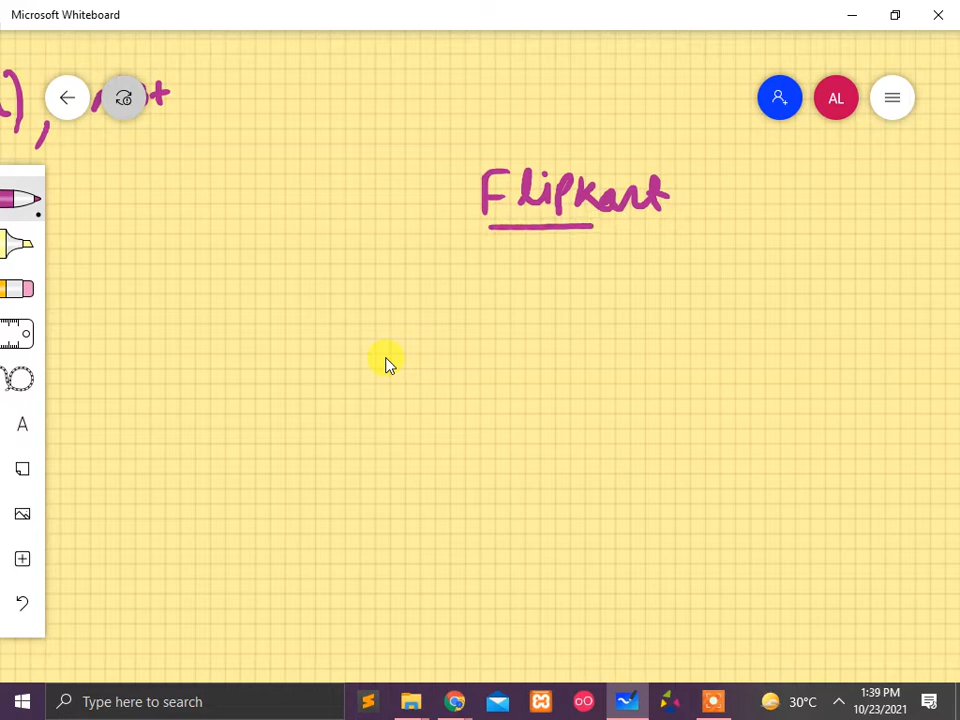 Microsoft Whiteboard
AL
Flipkart
A
Type here to search
30°C
1:39 PM
10/23/2021